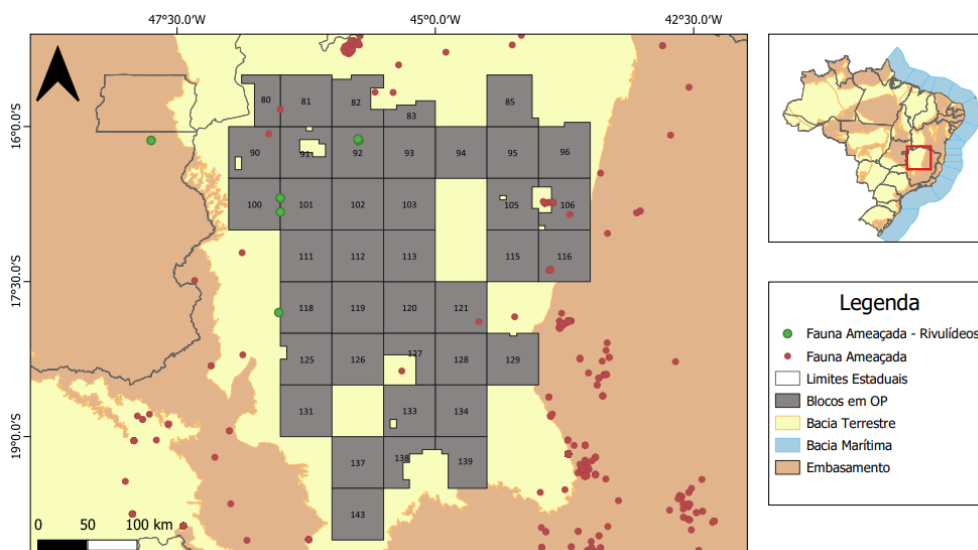 47°30.0'W 45°0.0'W 42°30.0'W
80 81 82 83 85
16°0.0'S
90 91 92 93 94 95 96
100 101 102 103 105 106
111 112 113 115 116
17°30.0'S
118 119 120 121
125 126 127 128 129
131 133 134
19°0.0'S
137 138 139
143
0 50 100 km
Legenda
Fauna Ameaçada - Rivulídeos
Fauna Ameaçada
Limites Estaduais
Blocos em OP
Bacia Terrestre
Bacia Marítima
Embasamento